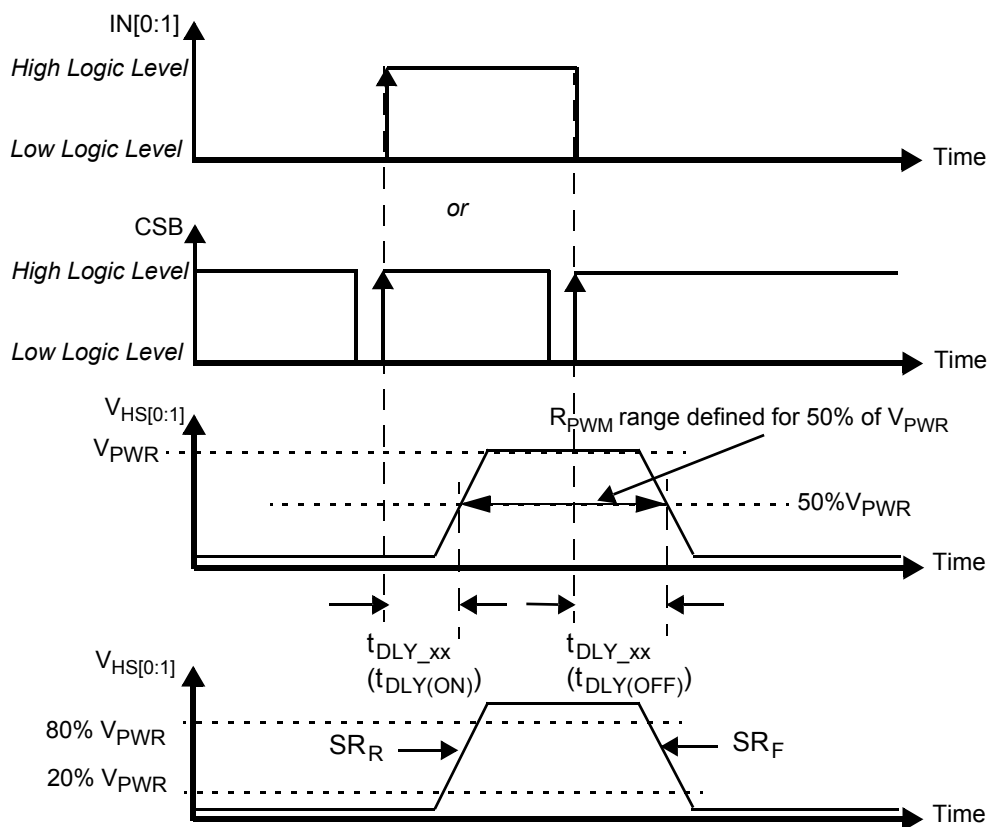 IN[0:1]
High Logic Level
Low Logic Level
Time
or
CSB
High Logic Level
Low Logic Level
Time
VHS[0:1]
RPWM range defined for 50% of VPWR
VPWR
50%VPWR
Time
tDLY_xx
(tDLY(ON))
tDLY_xx
(tDLY(OFF))
VHS[0:1]
80% VPWR
SRR
SRF
20% VPWR
Time